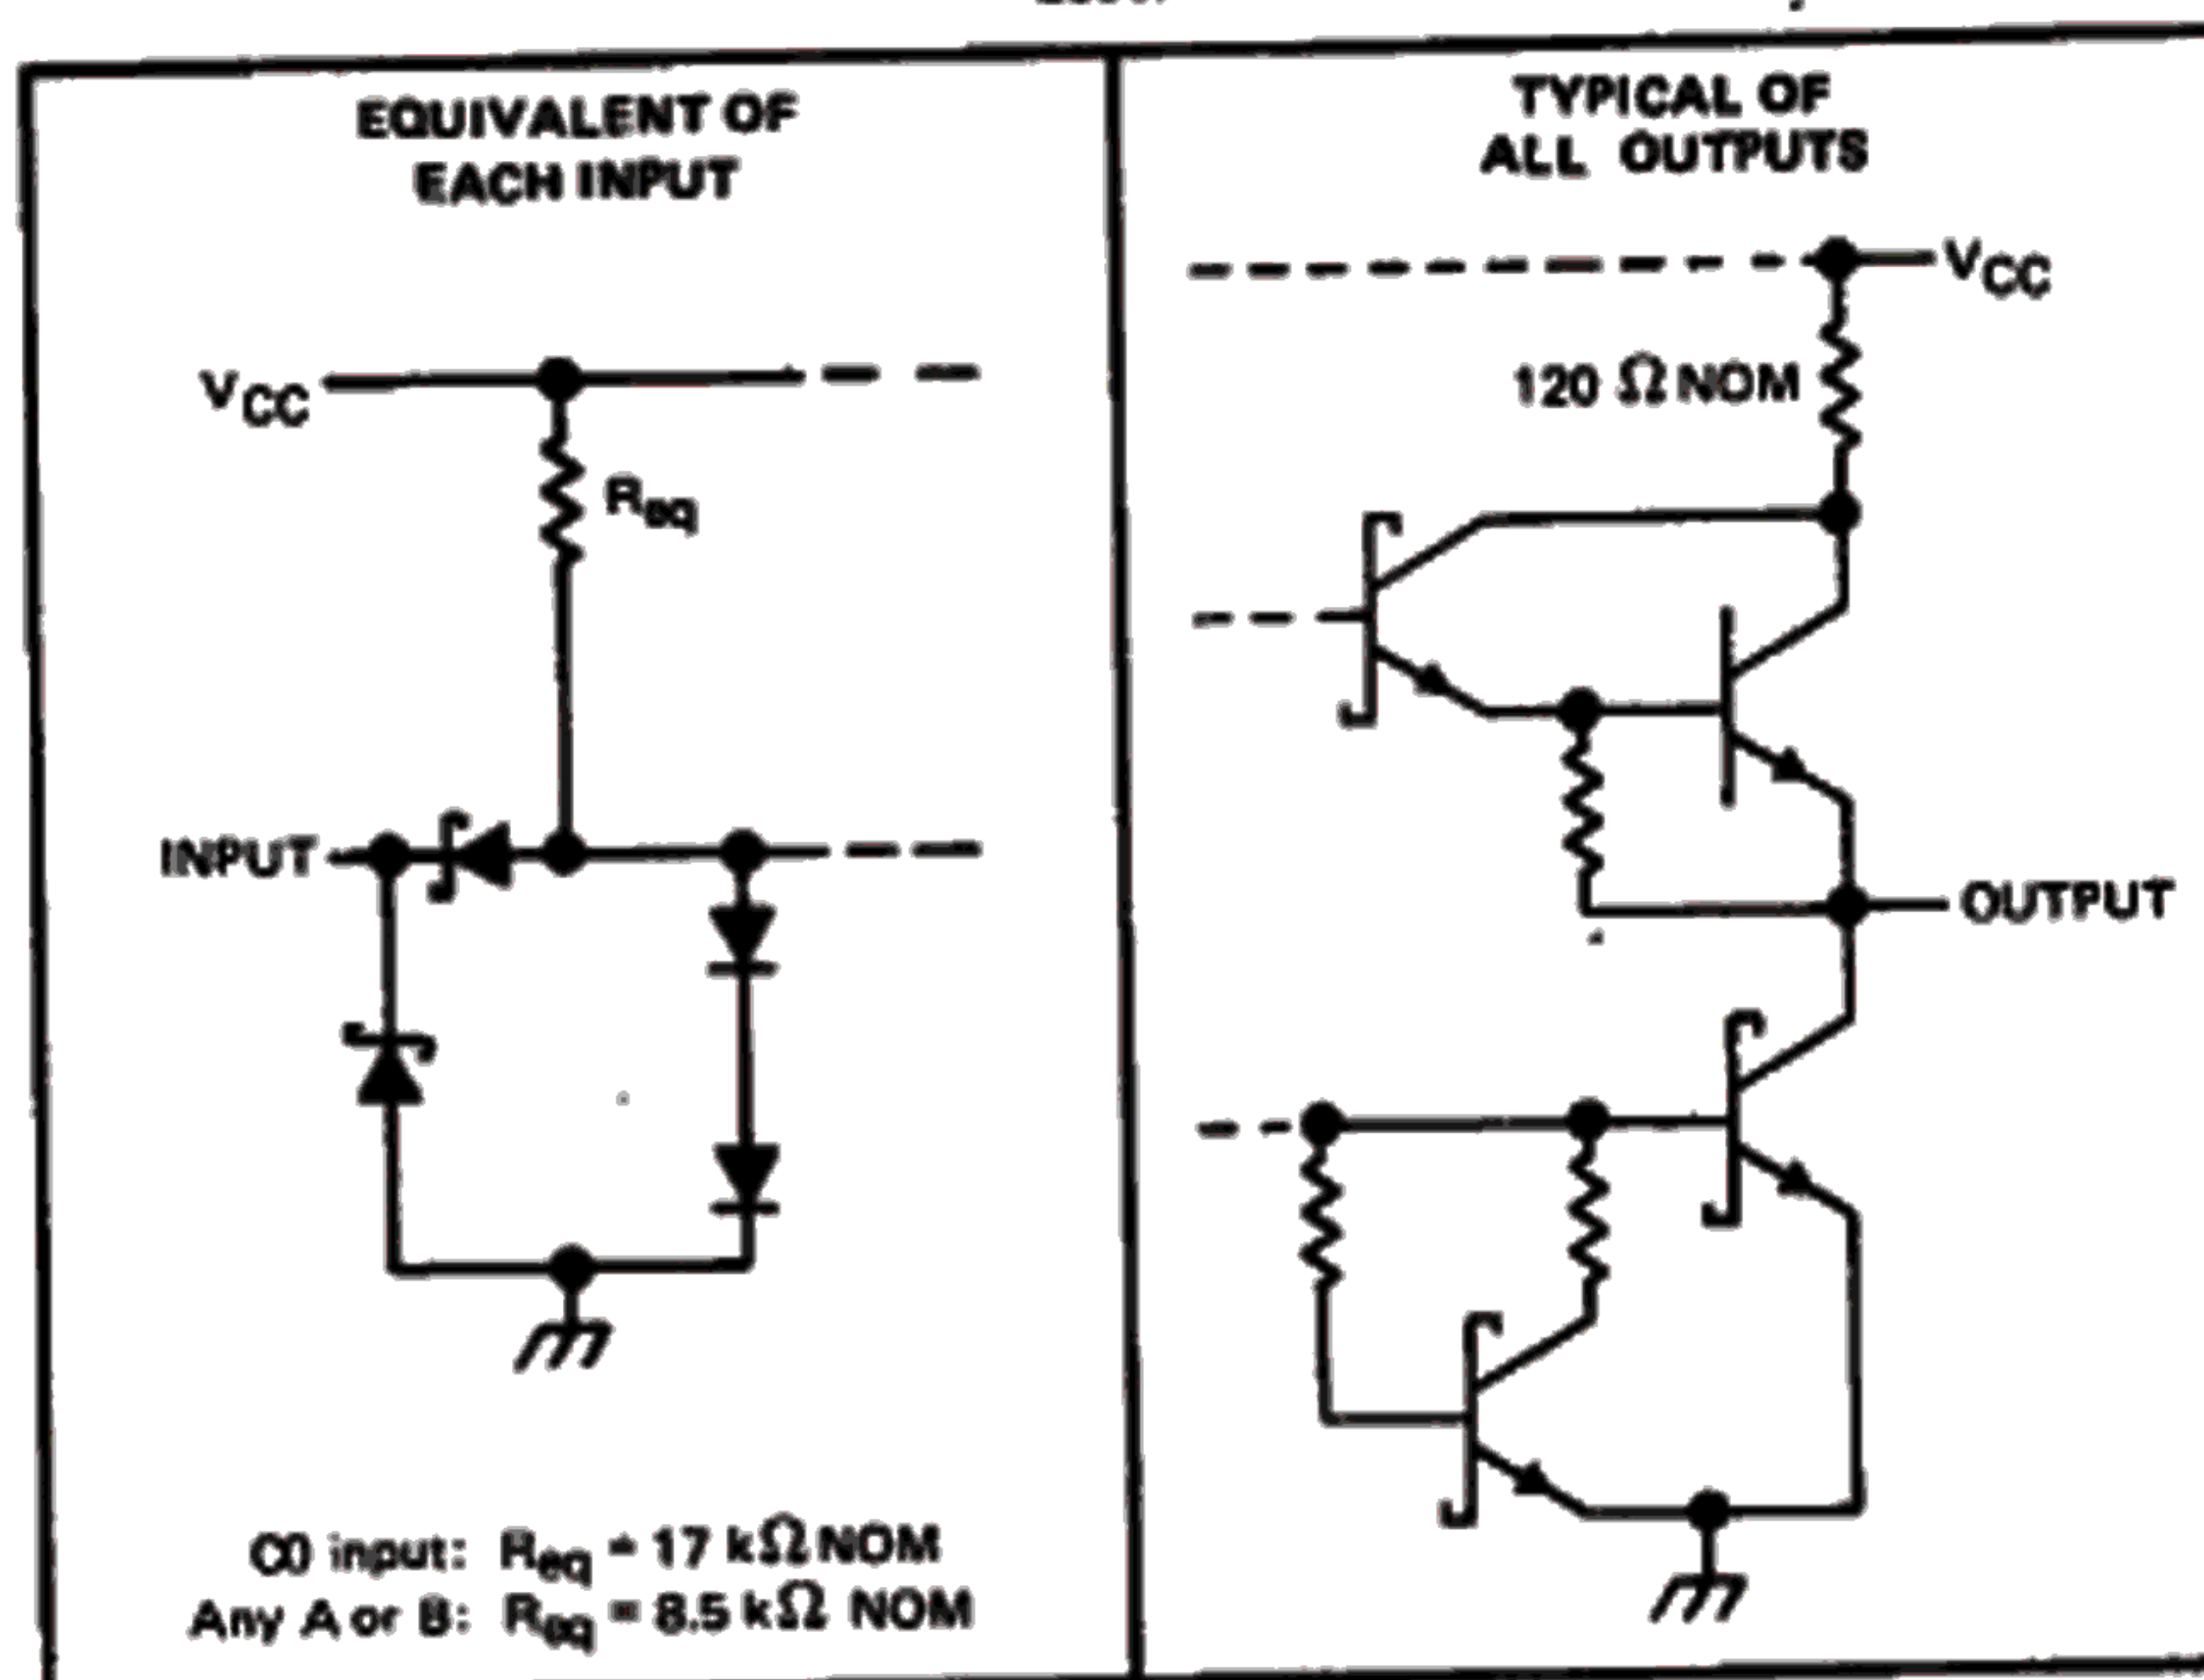 EQUIVALENT OF
EACH INPUT
VCC
Req
INPUT
C0 input: Req = 17 kΩ NOM
Any A or B: Req = 8.5 kΩ NOM
TYPICAL OF
ALL OUTPUTS
VCC
120 Ω NOM
OUTPUT